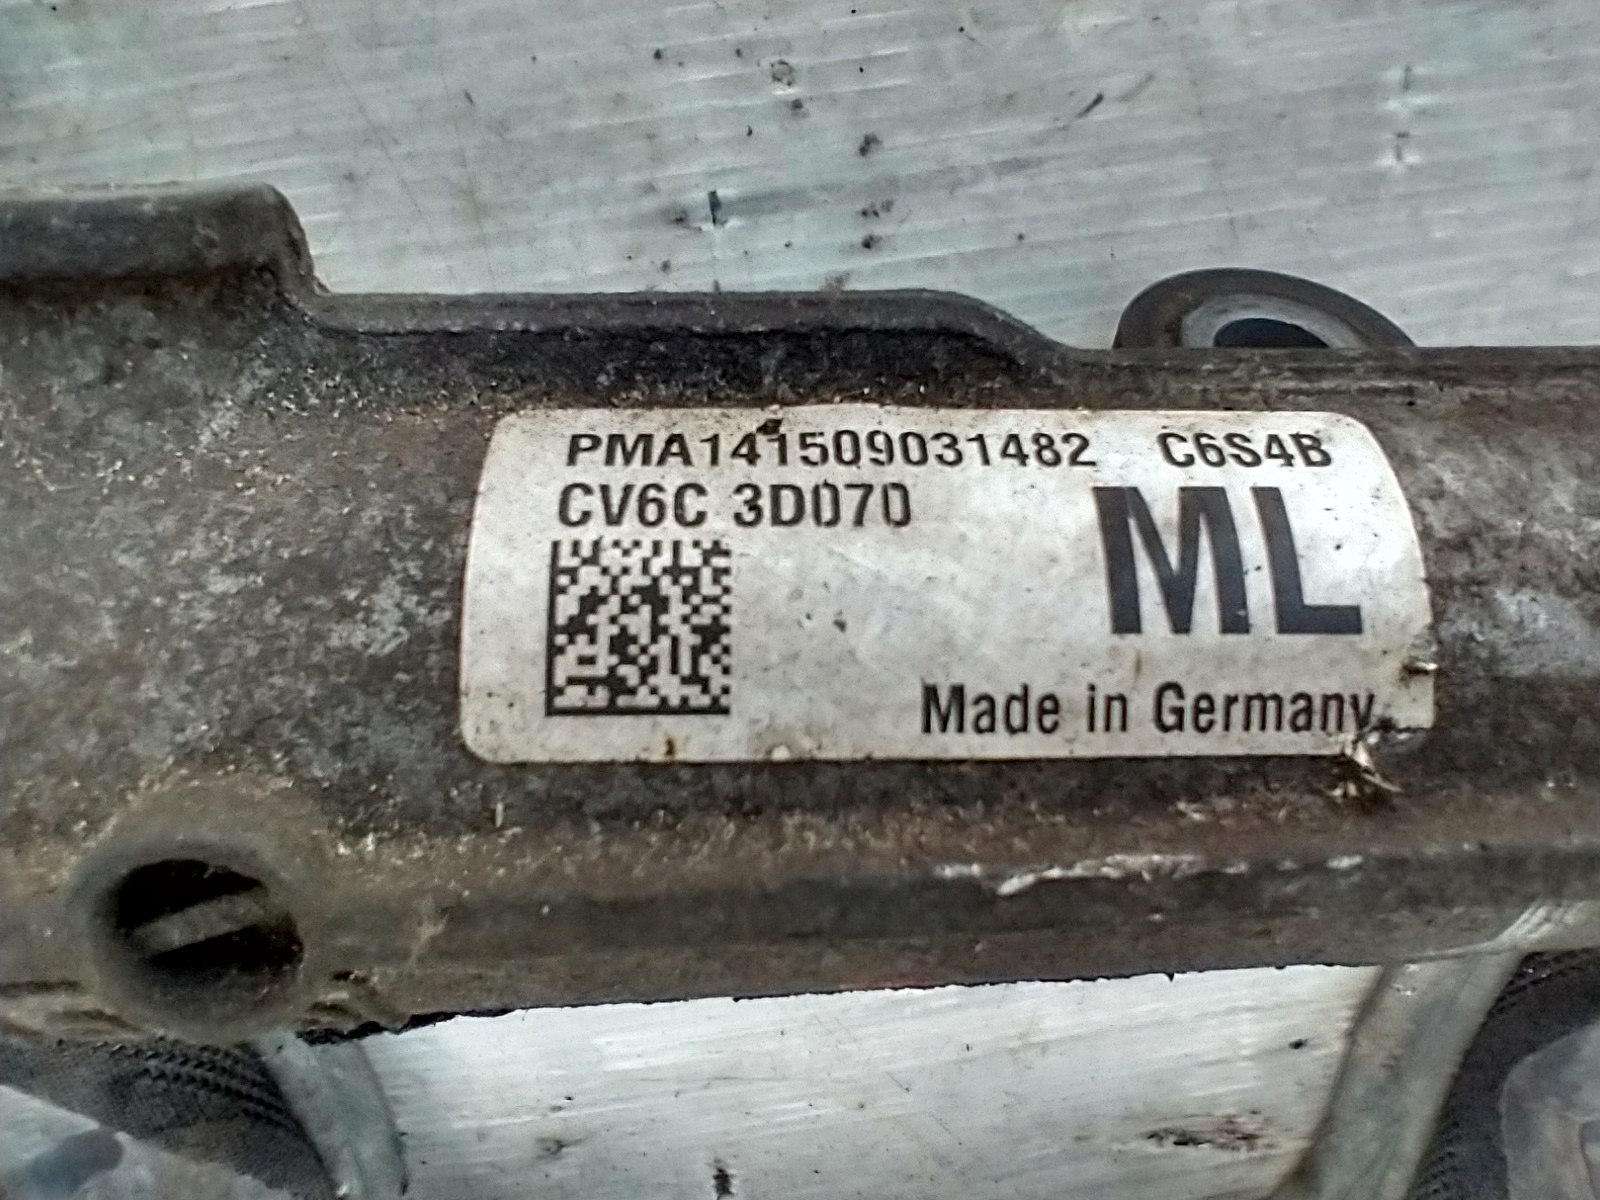 PMA141509031482 C6S4B
CV6C 3D070
ML
Made in Germany